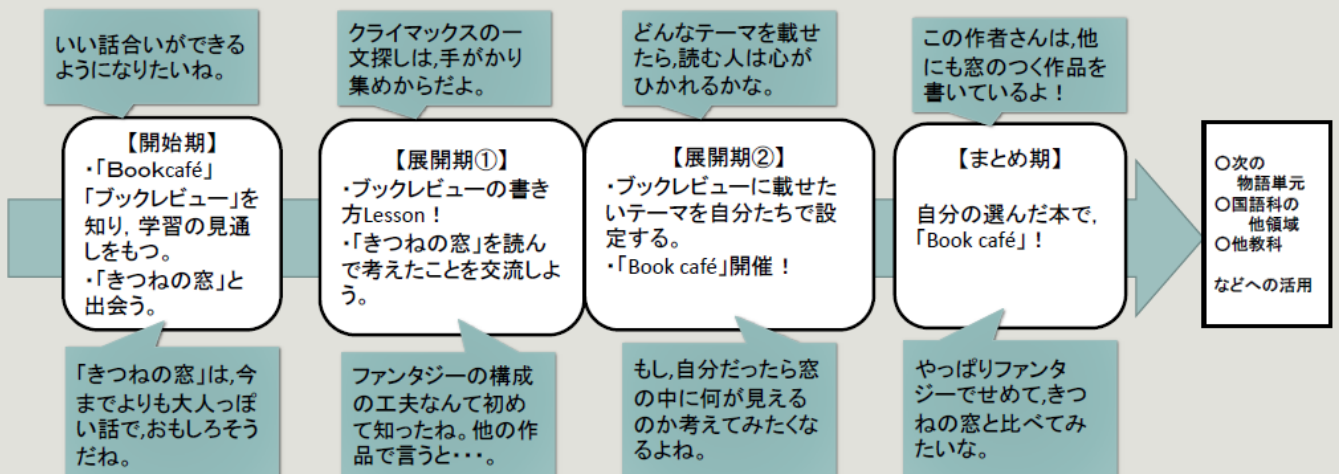 いい話合いができる
ようになりたいね。
クライマックスの一
文探しは,手がかり
集めからだよ。
どんなテーマを載せ
たら,読む人は心が
ひかれるかな。
この作者さんは,他
にも窓のつく作品を
書いているよ！
【開始期】
・「Bookcafé」
「ブックレビュー」を
知り, 学習の見通
しをもつ。
・「きつねの窓」と
出会う。
【展開期①】
・ブックレビューの書き
方Lesson！
・「きつねの窓」を読ん
で考えたことを交流しよ
う。
【展開期②】
・ブックレビューに載せた
いテーマを自分たちで設
定する。
・「Book café」開催！
【まとめ期】
自分の選んだ本で,
「Book café」！
○次の
物語単元
○国語科の
他領域
○他教科
などへの活用
「きつねの窓」は,今
までよりも大人っぽ
い話で,おもしろそう
だね。
ファンタジーの構成
の工夫なんて初め
て知ったね。他の作
品で言うと・・・。
もし,自分だったら窓
の中に何が見える
のか考えてみたくな
るよね。
やっぱりファンタ
ジーでせめて,きつ
ねの窓と比べてみ
たいな。